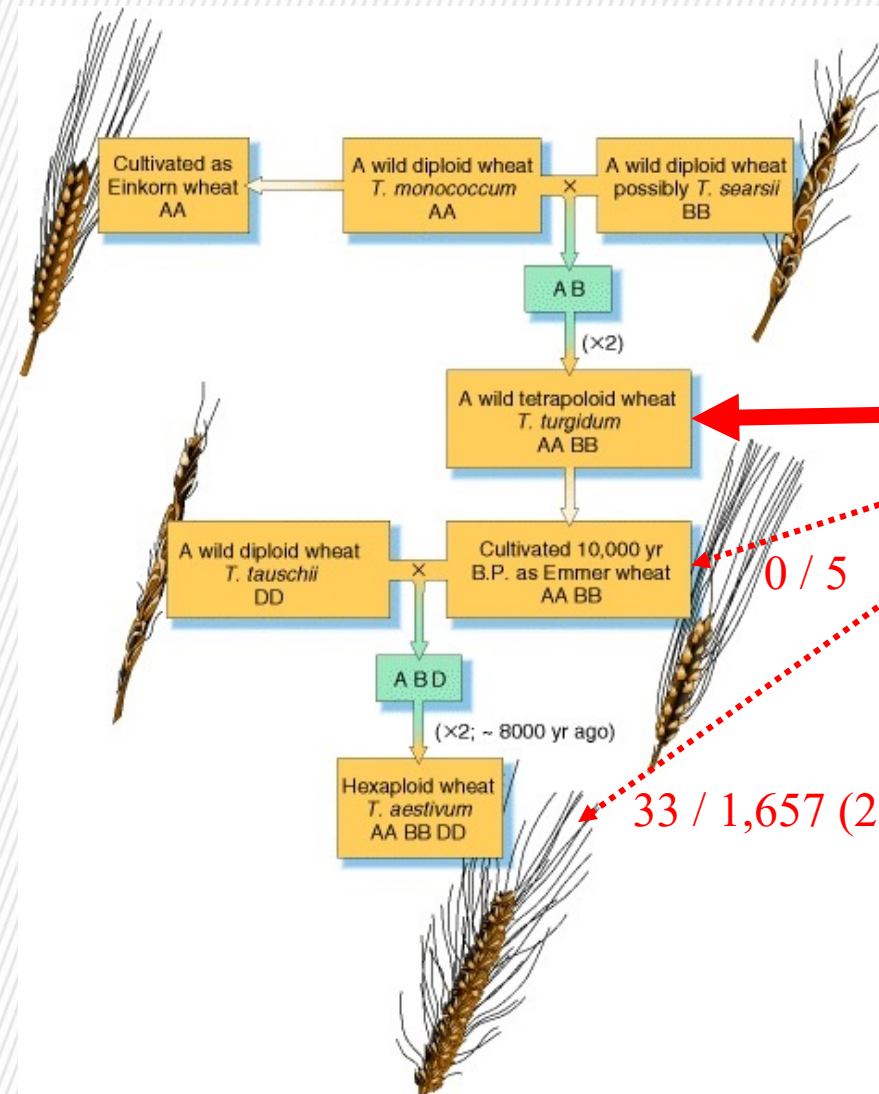 Cultivated as
Einkorn wheat
AA
A wild diploid wheat
T. monococcum
AA
×
A wild diploid wheat
possibly T. searsii
BB
A B
(×2)
A wild tetrapoloid wheat
T. turgidum
AA BB
A wild diploid wheat
T. tauschii
DD
×
Cultivated 10,000 yr
B.P. as Emmer wheat
AA BB
0 / 5
A B D
(×2; ~ 8000 yr ago)
Hexaploid wheat
T. aestivum
AA BB DD
33 / 1,657 (2